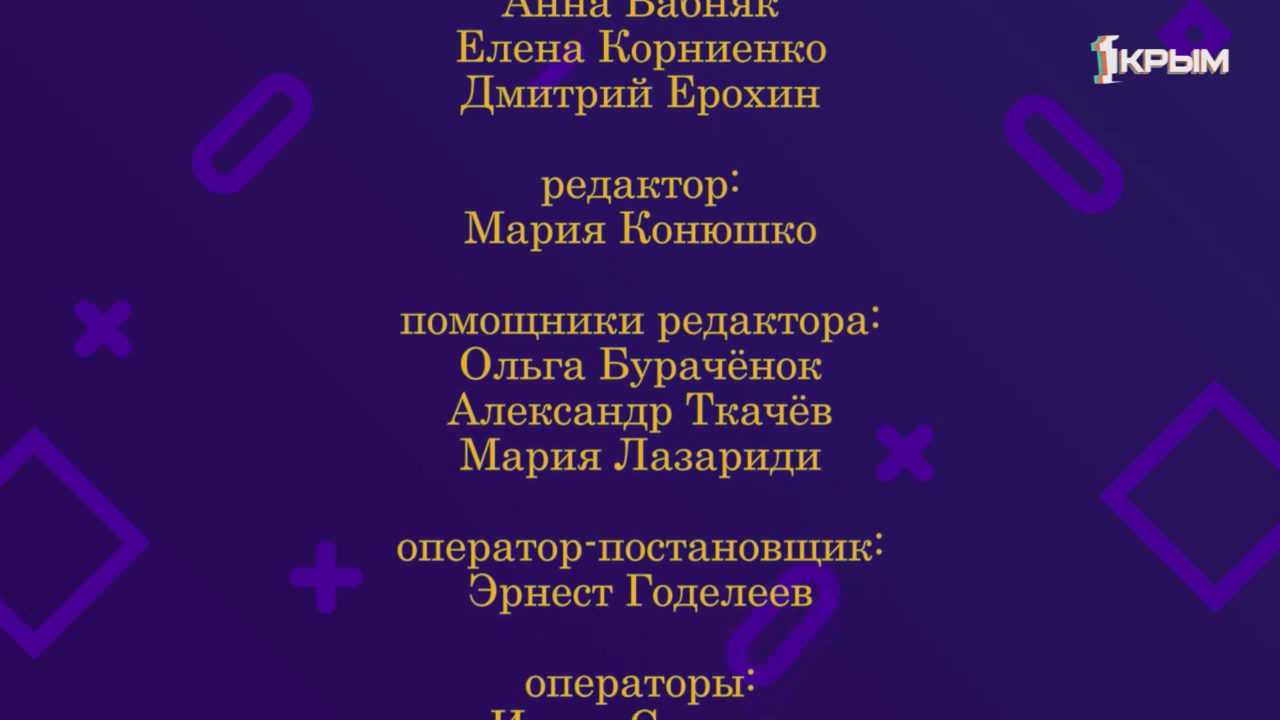 Анна Бабняк
1КРЫМ
Елена Корниенко
Дмитрий Ерохин
редактор:
Мария Конюшко
помощники редактора:
Ольга Бурачёнок
Александр Ткачёв
Мария Лазариди
оператор-постановщик:
Эрнест Годелеев
операторы: